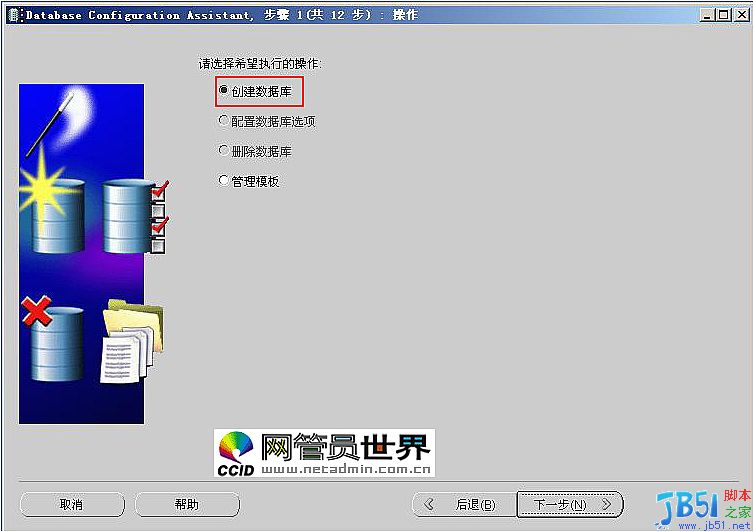 Database Configuration Assistant, 步骤 1(共 12 步) : 操作
请选择希望执行的操作:
创建数据库
配置数据库选项
删除数据库
管理模板
网管员世界
CCID www.netadmin.com.cn
取消 帮助 后退(B) 下一步(N)
JB51 脚本之家
www.jb51.net